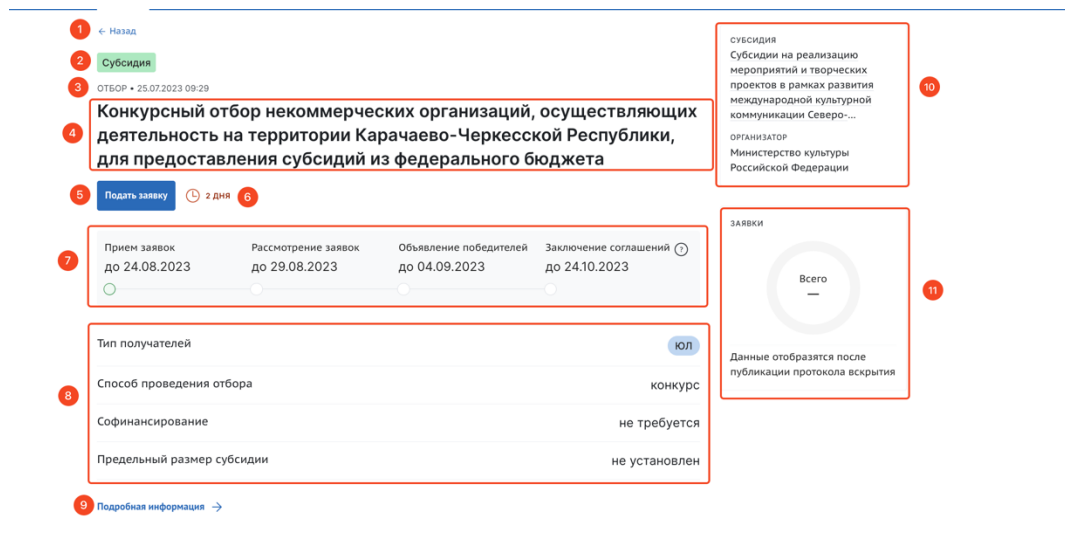 1
← Назад
2
Субсидия
3
ОТБОР • 25.07.2023 09:29
4
Конкурсный отбор некоммерческих организаций, осуществляющих
деятельность на территории Карачаево-Черкесской Республики,
для предоставления субсидий из федерального бюджета
5
Подать заявку
2 ДНЯ
6
7
Прием заявок
до 24.08.2023
Рассмотрение заявок
до 29.08.2023
Объявление победителей
до 04.09.2023
Заключение соглашений ?
до 24.10.2023
8
Тип получателей ЮЛ
Способ проведения отбора конкурс
Софинансирование не требуется
Предельный размер субсидии не установлен
9
Подробная информация →
СУБСИДИЯ
Субсидии на реализацию
мероприятий и творческих
проектов в рамках развития
международной культурной
коммуникации Северо-...
ОРГАНИЗАТОР
Министерство культуры
Российской Федерации
10
ЗАЯВКИ
Всего
—
Данные отобразятся после
публикации протокола вскрытия
11